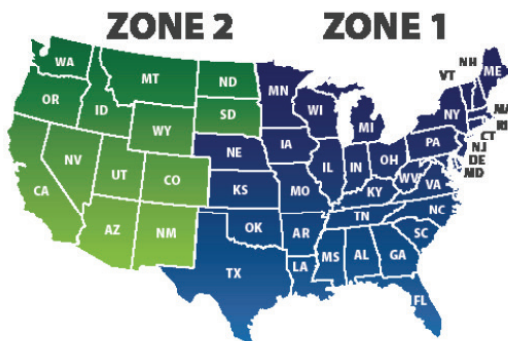 ZONE 2 ZONE 1
WA
MT
ND
MN
VT
NH
ME
OR
ID
SD
WI
MI
NY
MA
RI
WY
CT
NV
NE
IA
PA
NJ
DE
MD
CA
UT
CO
KS
MO
IL
IN
OH
WV
VA
KY
AZ
NM
OK
AR
TN
NC
SC
TX
LA
MS
AL
GA
FL